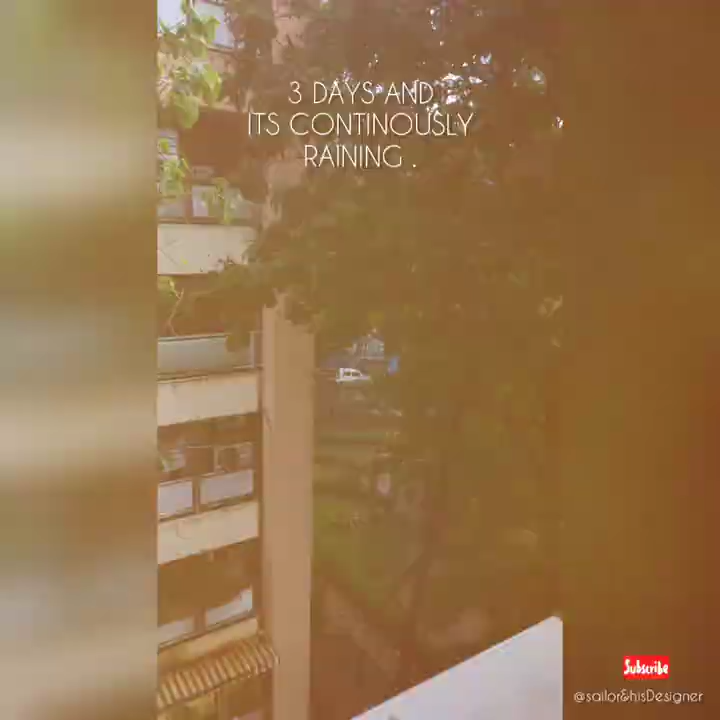 3 DAYS AND
ITS CONTINOUSLY
RAINING .
Subscribe
@sailor&hisDesigner